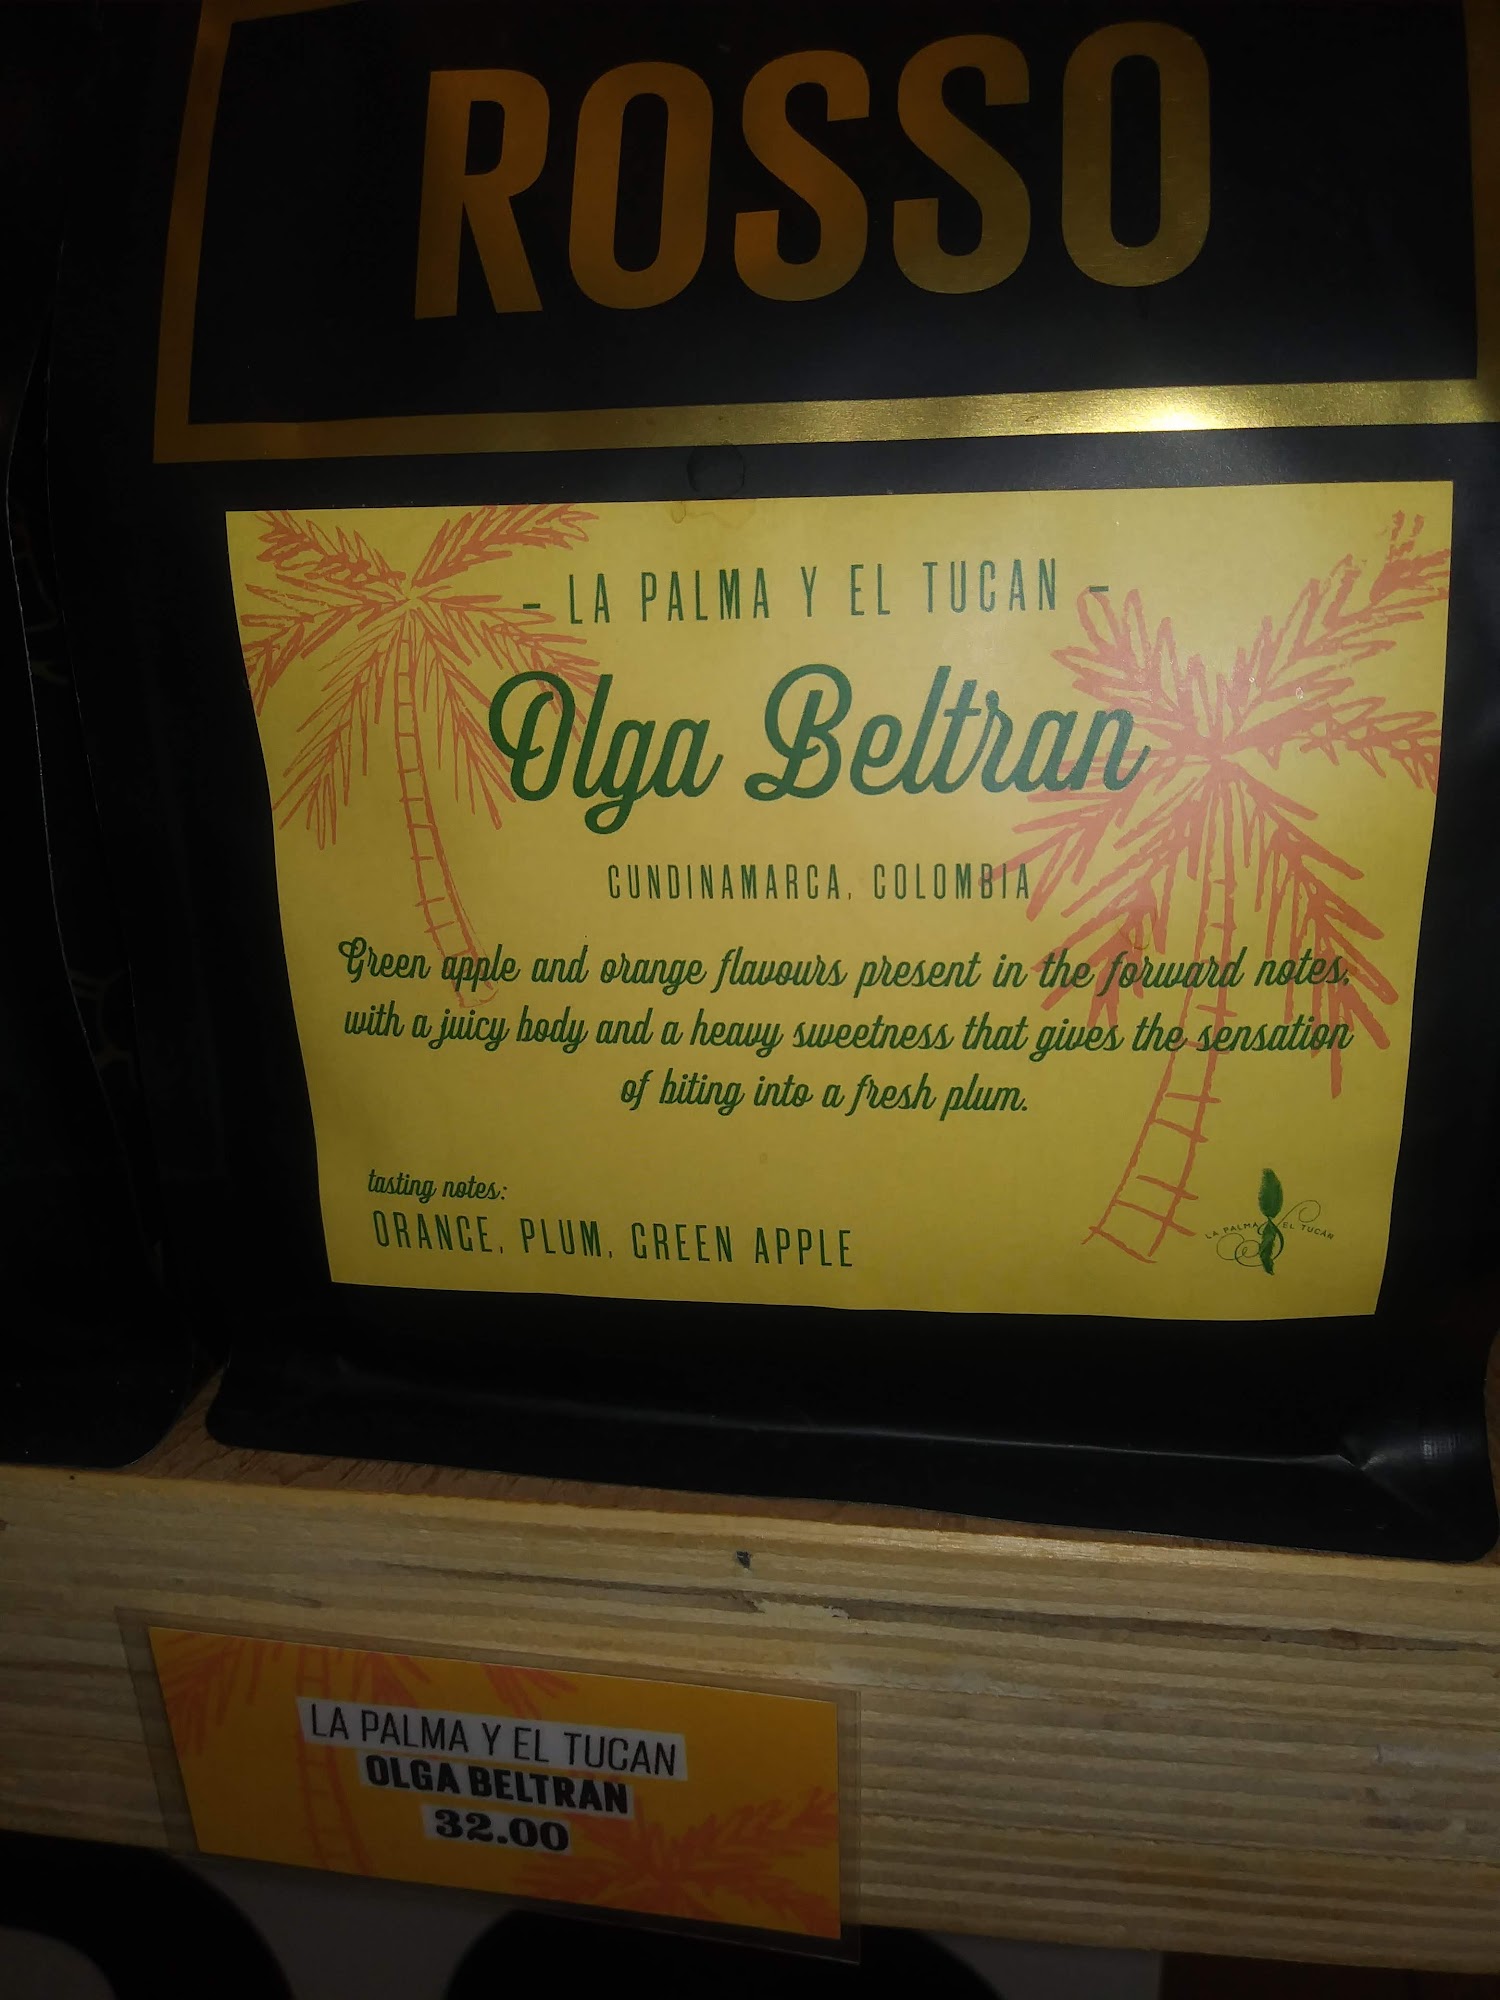 ROSSO
- LA PALMA Y EL TUCAN -
Olga Beltran
CUNDINAMARCA, COLOMBIA
Green apple and orange flavours present in the forward notes,
with a juicy body and a heavy sweetness that gives the sensation
of biting into a fresh plum.
tasting notes:
ORANGE, PLUM, GREEN APPLE
LA PALMA Y EL TUCAN
LA PALMA Y EL TUCAN
OLGA BELTRAN
32.00